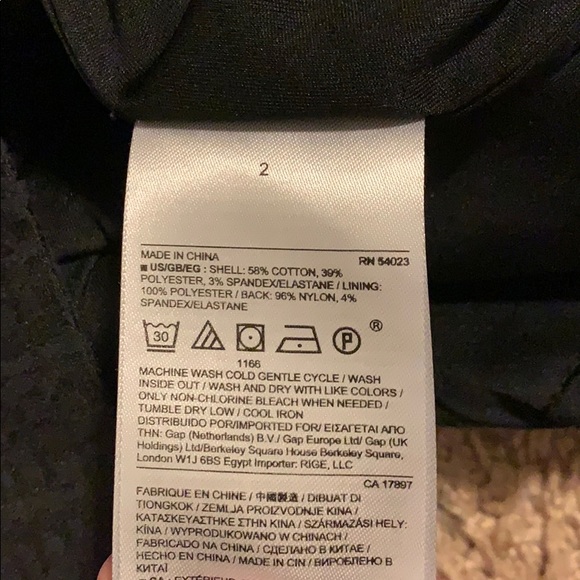 2
MADE IN CHINA RN 54023
■ US/GB/EG : SHELL: 58% COTTON, 39%
POLYESTER, 3% SPANDEX/ELASTANE / LINING:
100% POLYESTER / BACK: 96% NYLON, 4%
SPANDEX/ELASTANE
30 P ®
1166
MACHINE WASH COLD GENTLE CYCLE / WASH
INSIDE OUT / WASH AND DRY WITH LIKE COLORS /
ONLY NON-CHLORINE BLEACH WHEN NEEDED /
TUMBLE DRY LOW / COOL IRON
DISTRIBUIDO POR/IMPORTED FOR/ ΕΙΣΑΓΕΤΑΙ ΑΠΟ
ΤΗΝ: Gap (Netherlands) B.V./ Gap Europe Ltd/ Gap (UK
Holdings) Ltd/Berkeley Square House Berkeley Square,
London W1J 6BS Egypt Importer: RIGE, LLC
CA 17897
FABRIQUÉ EN CHINE / 中國製造 / DIBUAT DI
TIONGKOK / ZEMLJA PROIZVODNJE KINA /
ΚΑΤΑΣΚΕΥΑΣΤΗΚΕ ΣΤΗΝ ΚΙΝΑ / SZÁRMAZÁSI HELY:
KÍNA / WYPRODUKOWANO W CHINACH /
FABRICADO NA CHINA / СДЕЛАНО В КИТАЕ /
HECHO EN CHINA / MADE IN CIN / ВИРОБЛЕНО В
КИТАЇ
■ CA : EXTÉRIEUR